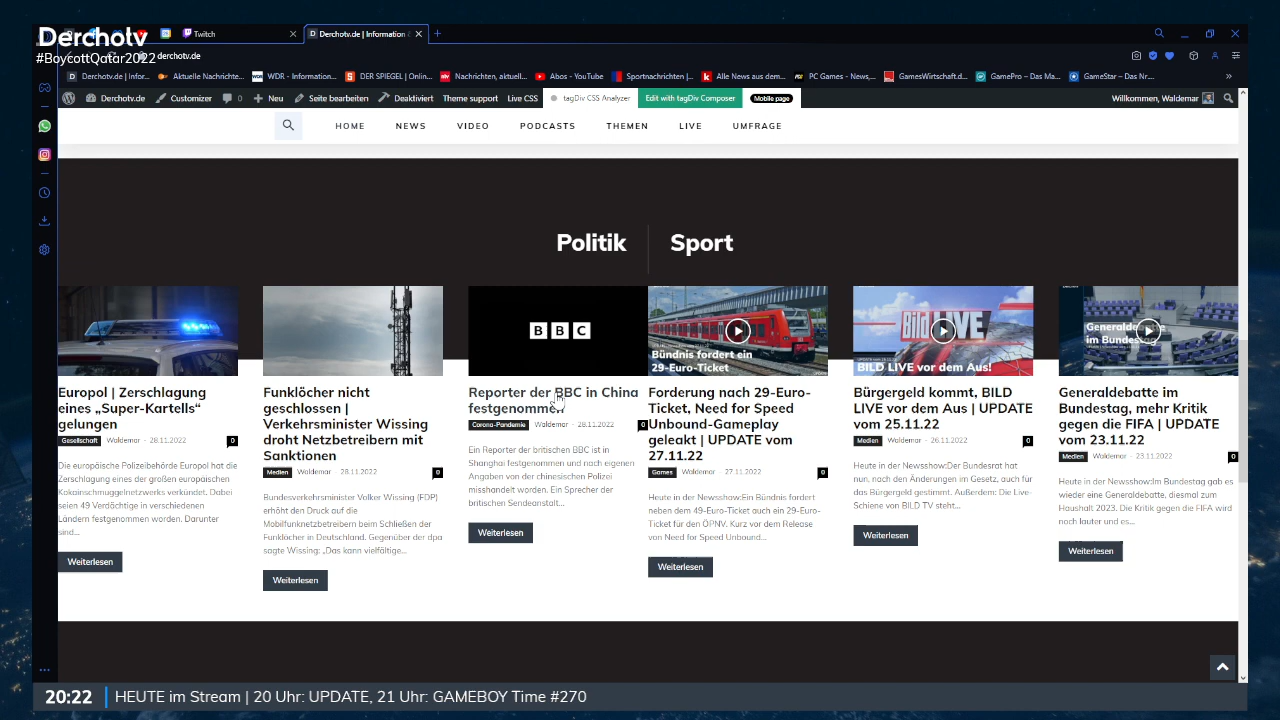 Derchotv
#BoycottQatar2022
Twitch
Derchotv.de | Information &
derchotv.de
Derchotv.de | Infor...
Aktuelle Nachrichte...
WDR - Information...
DER SPIEGEL | Onlin...
Nachrichten, aktuell...
Abos - YouTube
Sportnachrichten |...
Alle News aus dem...
PC Games - News,...
GamesWirtschaft.d...
GamePro – Das Ma...
GameStar – Das Nr....
»
Derchotv.de
Customizer
0
Neu
Seite bearbeiten
Deaktiviert
Theme support
Live CSS
tagDiv CSS Analyzer
Edit with tagDiv Composer
Mobile page
Willkommen, Waldemar
HOME
NEWS
VIDEO
PODCASTS
THEMEN
LIVE
UMFRAGE
Politik
Sport
Europol | Zerschlagung
eines „Super-Kartells“
gelungen
Gesellschaft Waldemar - 28.11.2022 0
Die europäische Polizeibehörde Europol hat die
Zerschlagung eines der großen europäischen
Kokainschmuggelnetzwerks verkündet. Dabei
seien 49 Verdächtige in verschiedenen
Ländern festgenommen worden. Darunter
sind...
Weiterlesen
Funklöcher nicht
geschlossen |
Verkehrsminister Wissing
droht Netzbetreibern mit
Sanktionen
Medien Waldemar - 28.11.2022 0
Bundesverkehrsminister Volker Wissing (FDP)
erhöht den Druck auf die
Mobilfunknetzbetreibern beim Schließen der
Funklöcher in Deutschland. Gegenüber der dpa
sagte Wissing: „Das kann vielfältige...
Weiterlesen
BBC
Reporter der BBC in China
festgenommen
Corona-Pandemie Waldemar - 28.11.2022 0
Ein Reporter der britischen BBC ist in
Shanghai festgenommen und nach eigenen
Angaben von der chinesischen Polizei
misshandelt worden. Ein Sprecher der
britischen Sendeanstalt...
Weiterlesen
Bündnis fordert ein
29-Euro-Ticket
Forderung nach 29-Euro-
Ticket, Need for Speed
Unbound-Gameplay
geleakt | UPDATE vom
27.11.22
Games Waldemar - 27.11.2022 0
Heute in der Newsshow:Ein Bündnis fordert
neben dem 49-Euro-Ticket auch ein 29-Euro-
Ticket für den ÖPNV. Kurz vor dem Release
von Need for Speed Unbound...
Weiterlesen
Bild LIVE
BILD LIVE vor dem Aus!
Bürgergeld kommt, BILD
LIVE vor dem Aus | UPDATE
vom 25.11.22
Medien Waldemar - 26.11.2022 0
Heute in der Newsshow:Der Bundesrat hat
nun, nach den Änderungen im Gesetz, auch für
das Bürgergeld gestimmt. Außerdem: Die Live-
Schiene von BILD TV steht...
Weiterlesen
Generaldebatte
im Bundestag
Generaldebatte im
Bundestag, mehr Kritik
gegen die FIFA | UPDATE
vom 23.11.22
Medien Waldemar - 23.11.2022 0
Heute in der Newsshow:Im Bundestag gab es
wieder eine Generaldebatte, diesmal zum
Haushalt 2023. Die Kritik gegen die FIFA wird
noch lauter und es...
Weiterlesen
20:22 HEUTE im Stream | 20 Uhr: UPDATE, 21 Uhr: GAMEBOY Time #270